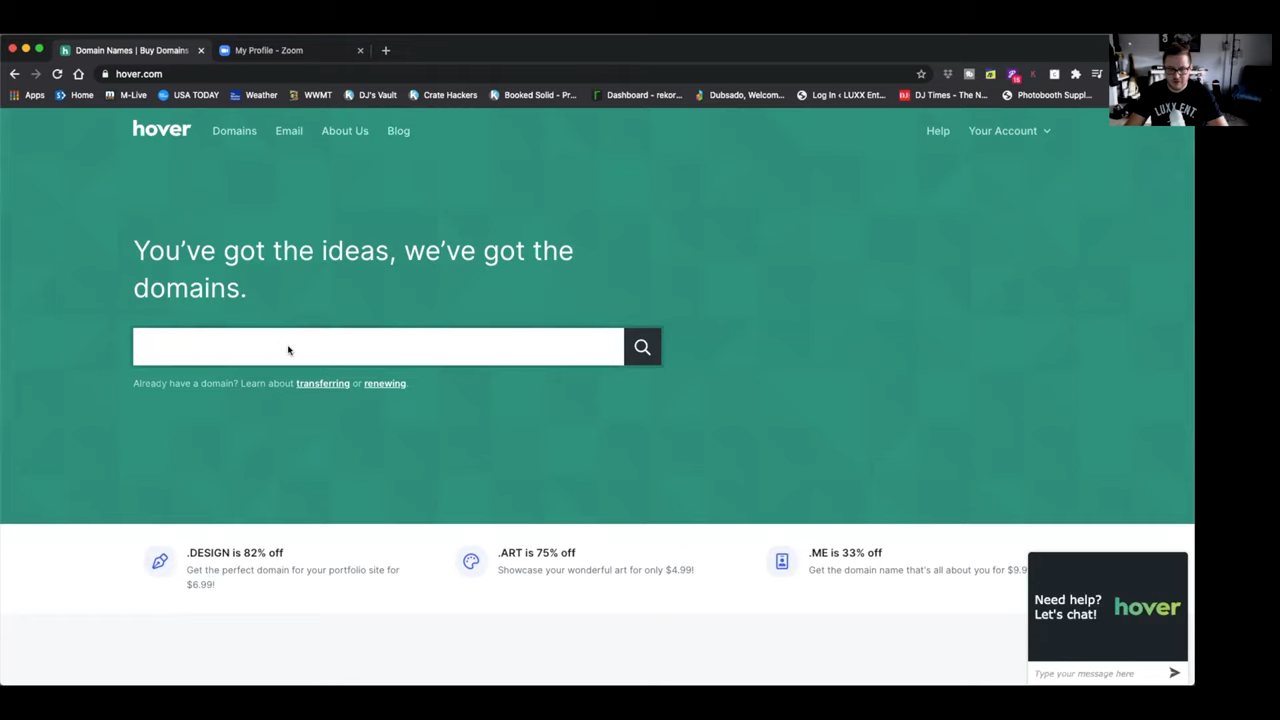 Domain Names | Buy Domains
My Profile - Zoom
hover.com
Apps
Home
M-Live
USA TODAY
Weather
WWMT
DJ's Vault
Crate Hackers
Booked Solid - Pr...
Dashboard - rekor...
Dubsado, Welcom...
Log In ‹ LUXX Ent...
DJ Times - The N...
Photobooth Suppl...
LUXX ENT.
hover
Domains
Email
About Us
Blog
Help
Your Account
You've got the ideas, we've got the
domains.
Already have a domain? Learn about transferring or renewing.
.DESIGN is 82% off
Get the perfect domain for your portfolio site for
$6.99!
.ART is 75% off
Showcase your wonderful art for only $4.99!
.ME is 33% off
Get the domain name that's all about you for $9.9
Need help?
Let's chat!
hover
Type your message here